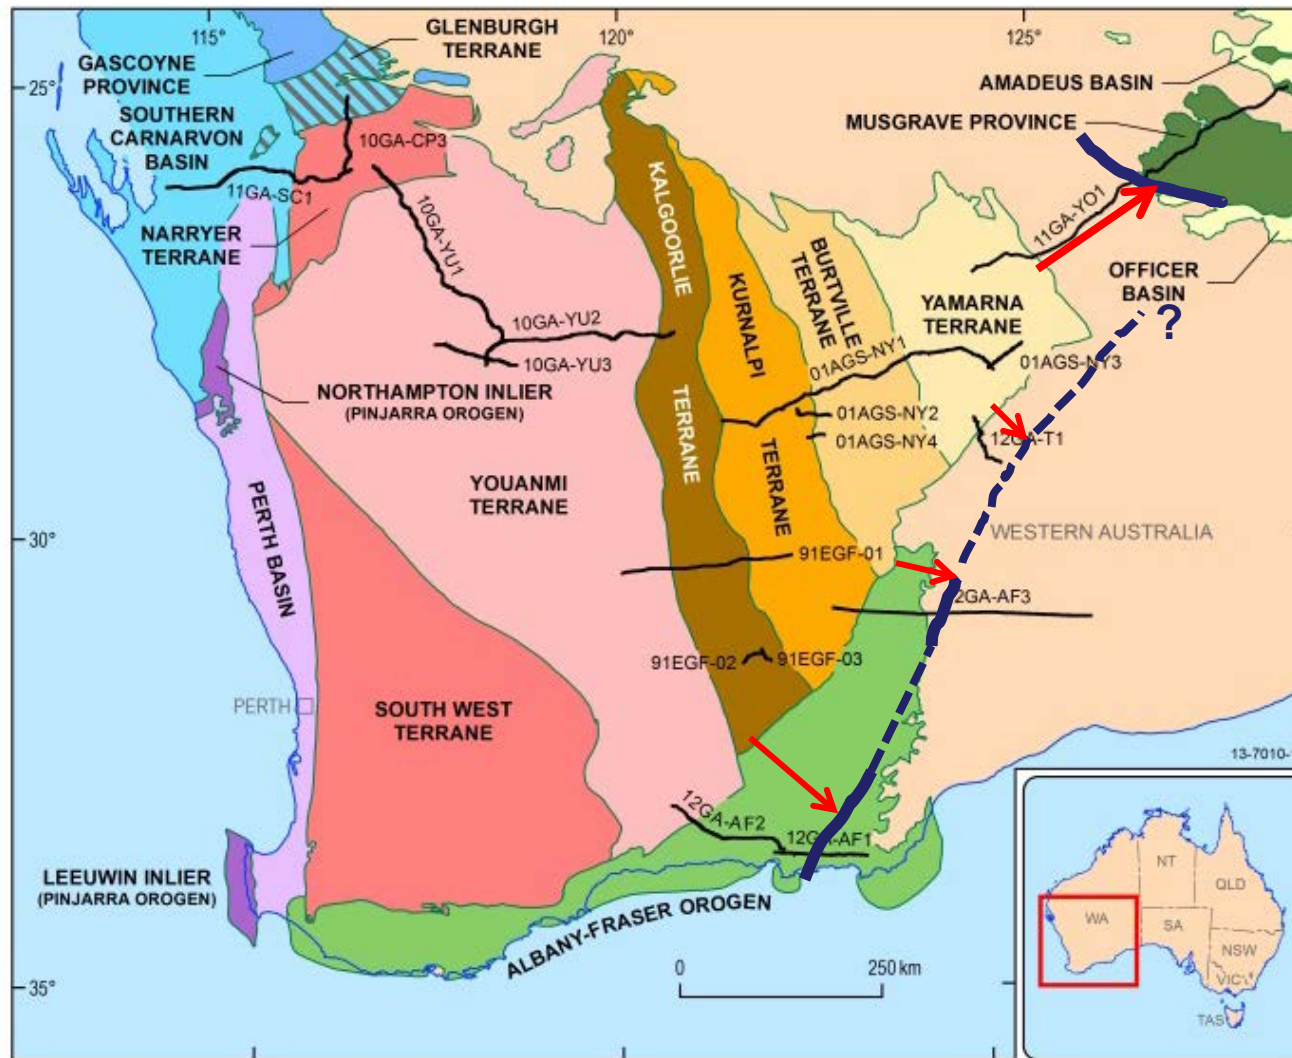 115°
120°
125°
25°
30°
35°
GLENBURGH
TERRANE
GASCOYNE
PROVINCE
SOUTHERN
CARNARVON
BASIN
10GA-CP3
11GA-SC1
NARRYER
TERRANE
10GA-YU1
10GA-YU2
10GA-YU3
NORTHAMPTON INLIER
(PINJARRA OROGEN)
PERTH BASIN
YOUANMI
TERRANE
KALGOORLIE
TERRANE
KURNALPI
TERRANE
BURTVILLE
TERRANE
YAMARNA
TERRANE
AMADEUS BASIN
MUSGRAVE PROVINCE
11GA-YO1
OFFICER
BASIN
?
01AGS-NY1
01AGS-NY3
01AGS-NY2
01AGS-NY4
12GA-T1
WESTERN AUSTRALIA
91EGF-01
2GA-AF3
91EGF-02
91EGF-03
PERTH
SOUTH WEST
TERRANE
12GA-AF2
12GA-AF1
LEEUWIN INLIER
(PINJARRA OROGEN)
ALBANY-FRASER OROGEN
0
250 km
13-7010-
WA
NT
QLD
SA
NSW
VIC
TAS